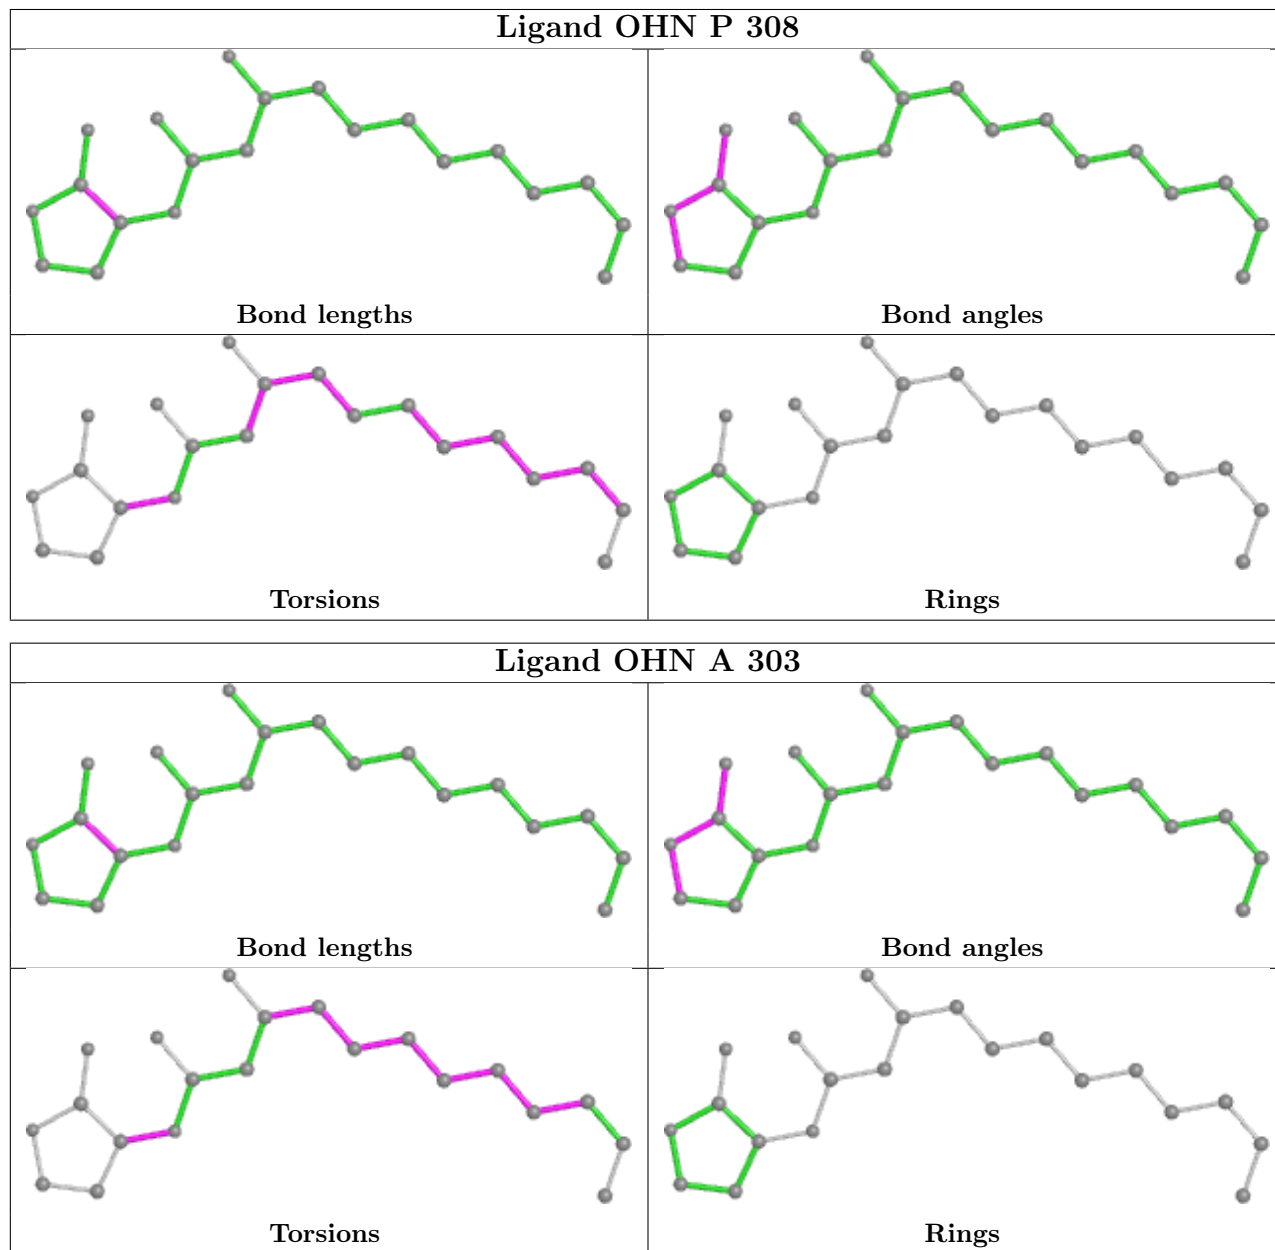 Ligand OHN P 308
Bond lengths
Bond angles
Torsions
Rings
Ligand OHN A 303
Bond lengths
Bond angles
Torsions
Rings